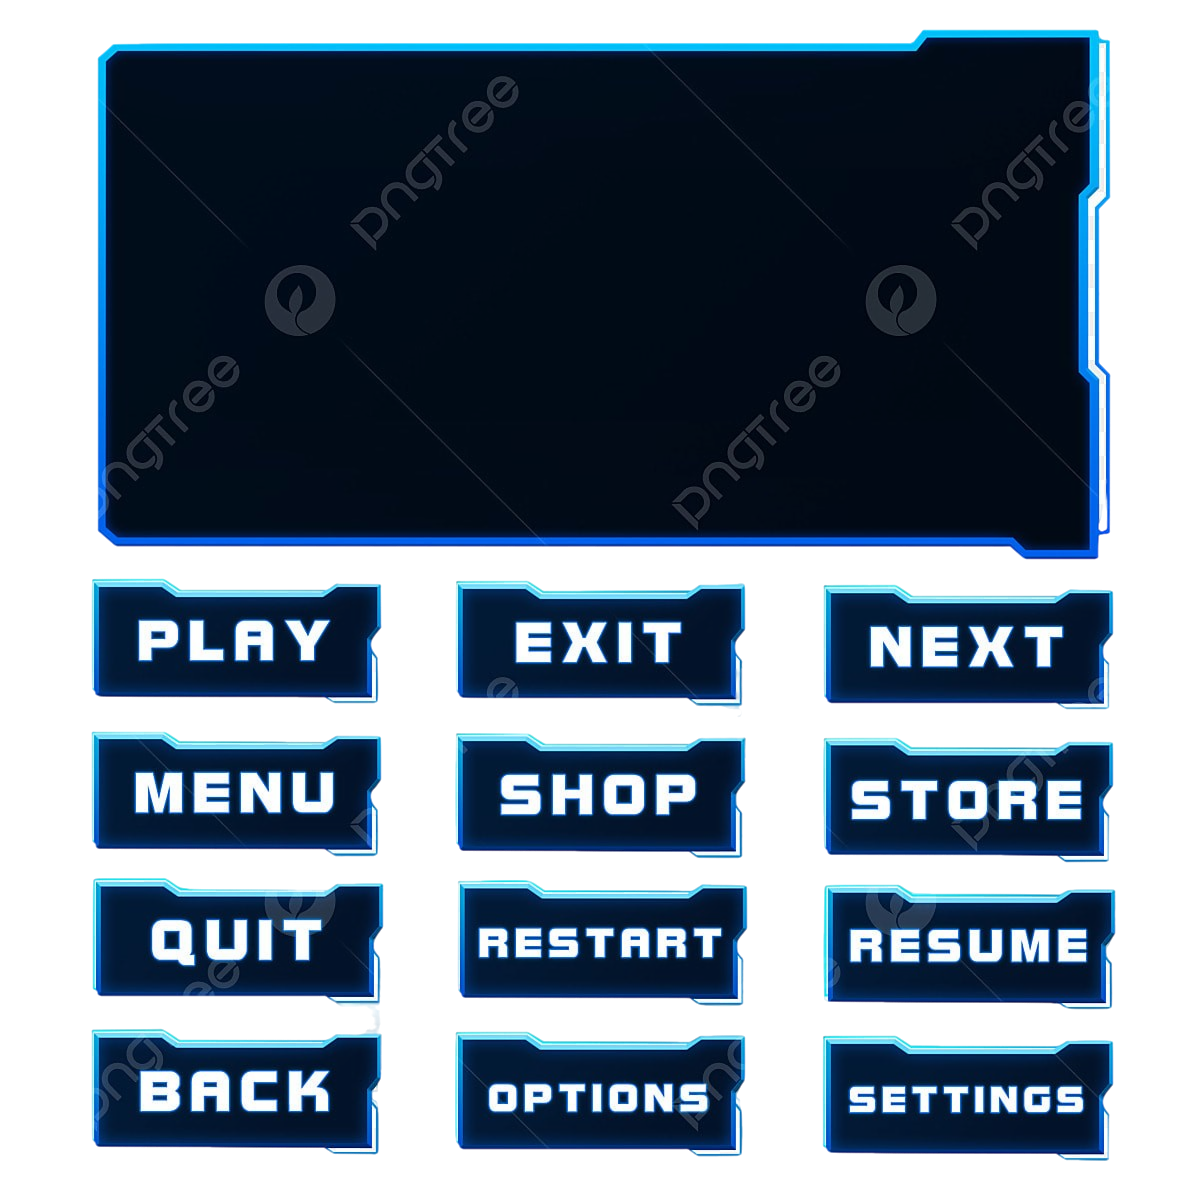 pngtree
pngtree
pngtree
pngtree
PLAY
EXIT
NEXT
MENU
SHOP
STORE
QUIT
RESTART
RESUME
BACK
OPTIONS
SETTINGS